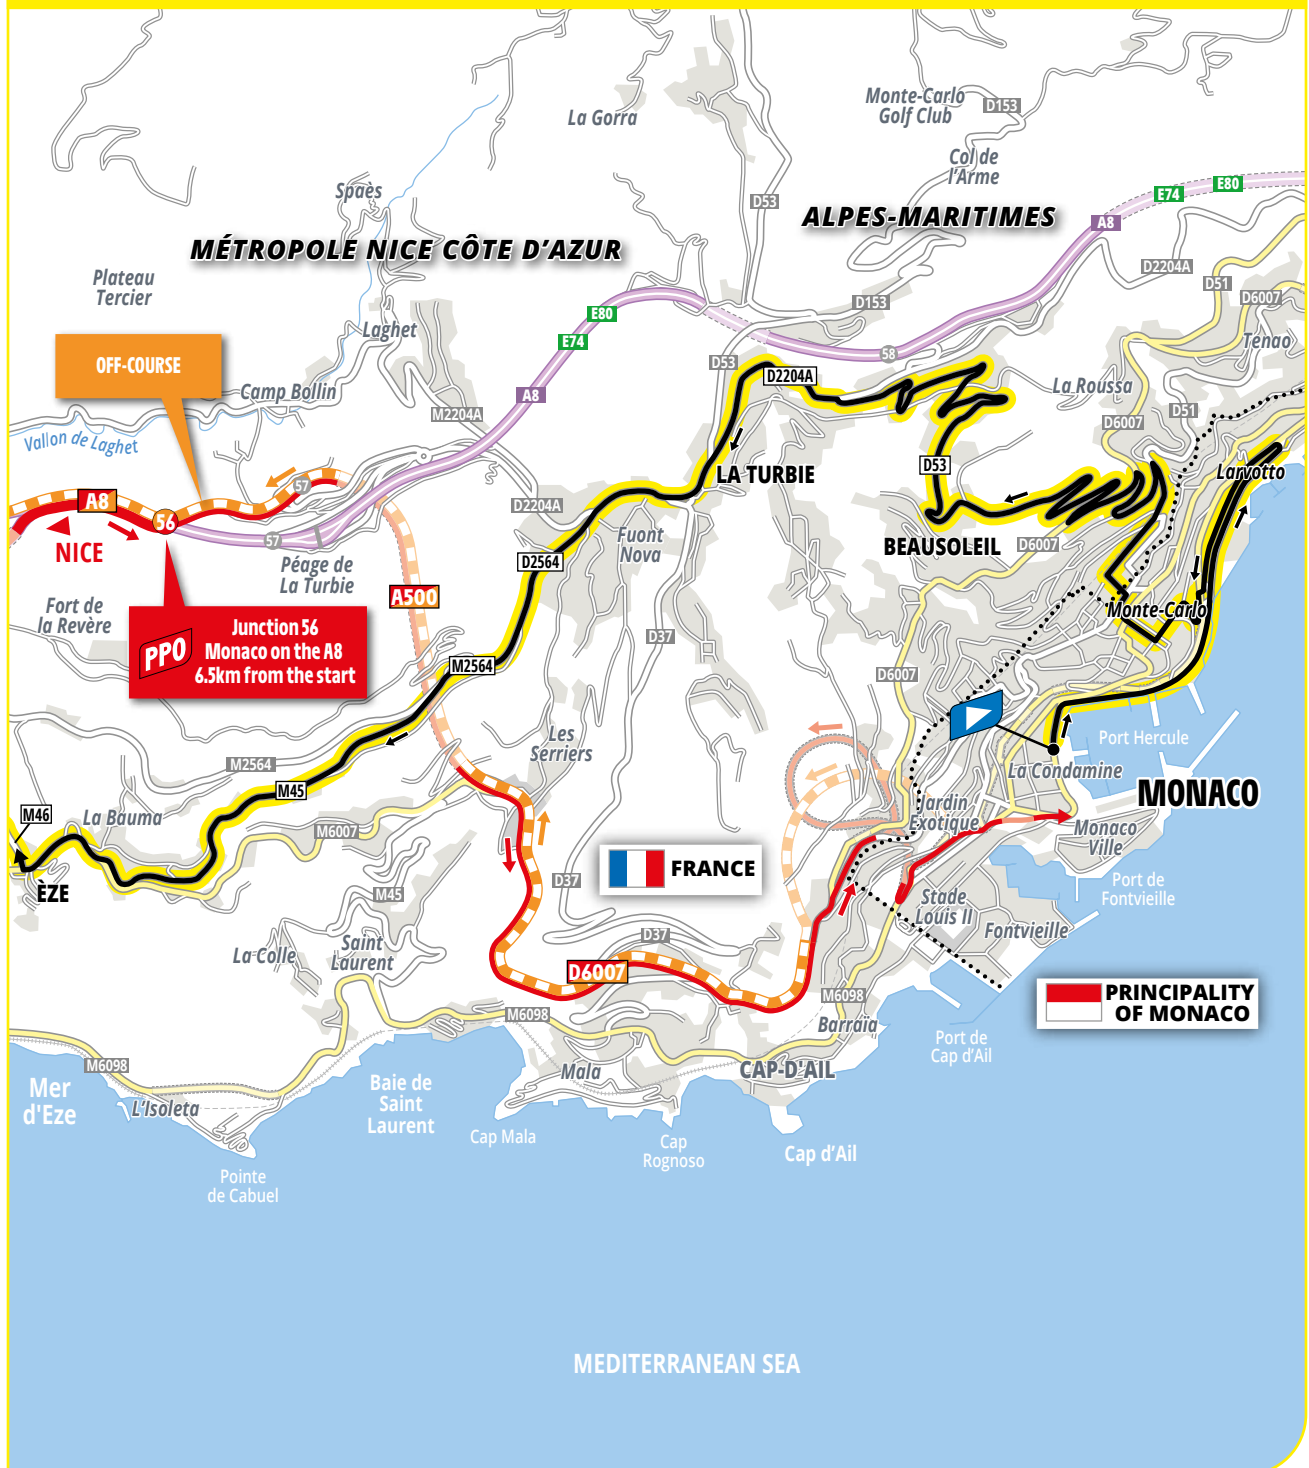 La Gorra
Monte-Carlo
Golf Club
D153
Col de
l'Arme
Spaès
D53
E74
E80
ALPES-MARITIMES
A8
MÉTROPOLE NICE CÔTE D'AZUR
D2204A
Plateau
Tercier
D51
D6007
D153
E80
Laghet
E74
Tenao
OFF-COURSE
58
D53
D2204A
La Roussa
Camp Bollin
A8
M2204A
D51
D6007
Vallon de Laghet
D53
LA TURBIE
Larvotto
57
A8
56
D2204A
57
NICE
Péage de
La Turbie
Fuont
Nova
BEAUSOLEIL
D6007
D2564
A500
Fort de
la Revère
Monte-Carlo
PPO
Junction 56
Monaco on the A8
6.5km from the start
D37
M2564
D6007
Les
Serriers
Port Hercule
M2564
La Condamine
M45
MONACO
M46
La Bauma
M6007
Jardin
Exotique
Monaco
Ville
FRANCE
ÈZE
M45
D37
Port de
Fontvieille
Stade
Louis II
Fontvieille
La Colle
Saint
Laurent
D37
D6007
PRINCIPALITY
OF MONACO
M6098
M6098
Barraïa
Port de
Cap d'Ail
M6098
Mer
d'Eze
L'Isoleta
Baie de
Saint
Laurent
Mala
CAP-D'AIL
Cap Mala
Cap
Rognoso
Cap d'Ail
Pointe
de Cabuel
MEDITERRANEAN SEA